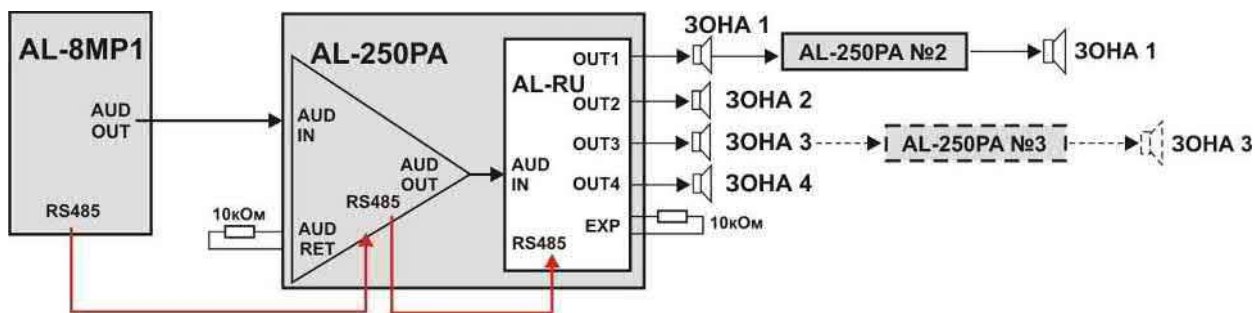 AL-8MP1
AUD
OUT
RS485
AL-250PA
AUD
IN
AUD
OUT
RS485
AUD
RET
10кОм
AL-RU
AUD
IN
RS485
OUT1
OUT2
OUT3
OUT4
EXP
10кОм
ЗОНА 1
ЗОНА 2
ЗОНА 3
ЗОНА 4
AL-250PA №2
ЗОНА 1
AL-250PA №3
ЗОНА 3